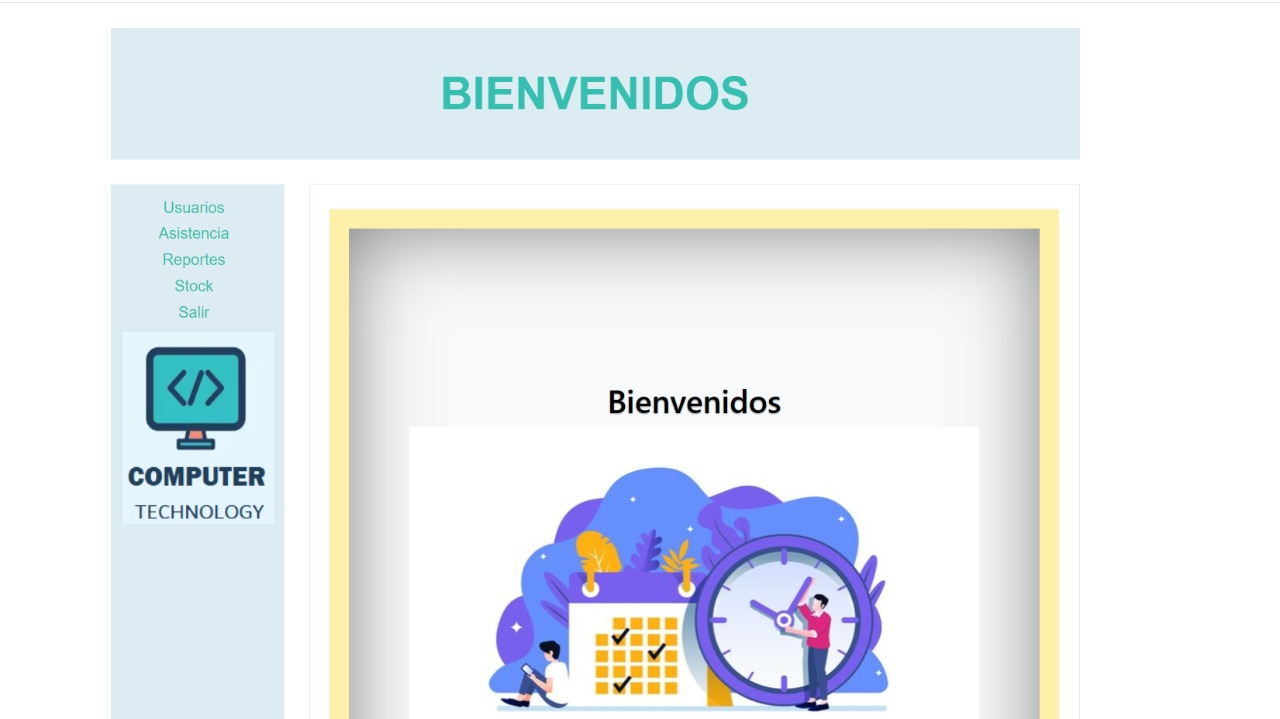 BIENVENIDOS
Usuarios
Asistencia
Reportes
Stock
Salir
</>
COMPUTER
TECHNOLOGY
Bienvenidos